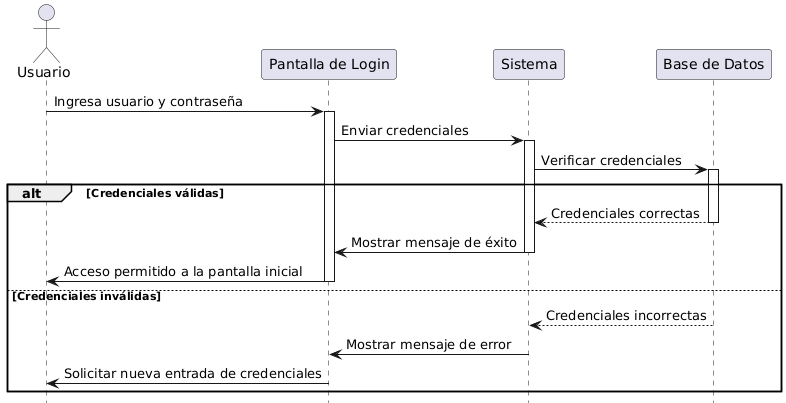 Usuario
Pantalla de Login
Sistema
Base de Datos
Ingresa usuario y contraseña
Enviar credenciales
Verificar credenciales
alt [Credenciales válidas]
Credenciales correctas
Mostrar mensaje de éxito
Acceso permitido a la pantalla inicial
[Credenciales inválidas]
Credenciales incorrectas
Mostrar mensaje de error
Solicitar nueva entrada de credenciales